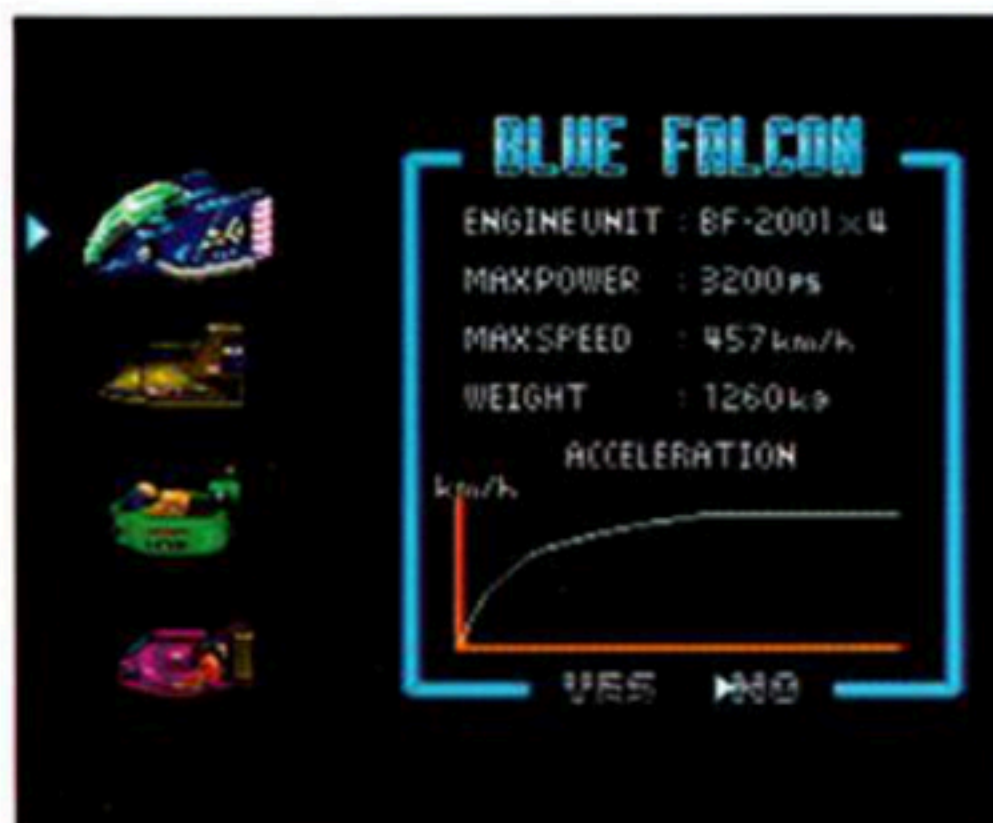 BLUE FALCON
ENGINE UNIT : BF-2001×4
MAX POWER : 3200ps
MAX SPEED : 457km/h
WEIGHT : 1260kg
ACCELERATION
km/h
YES NO